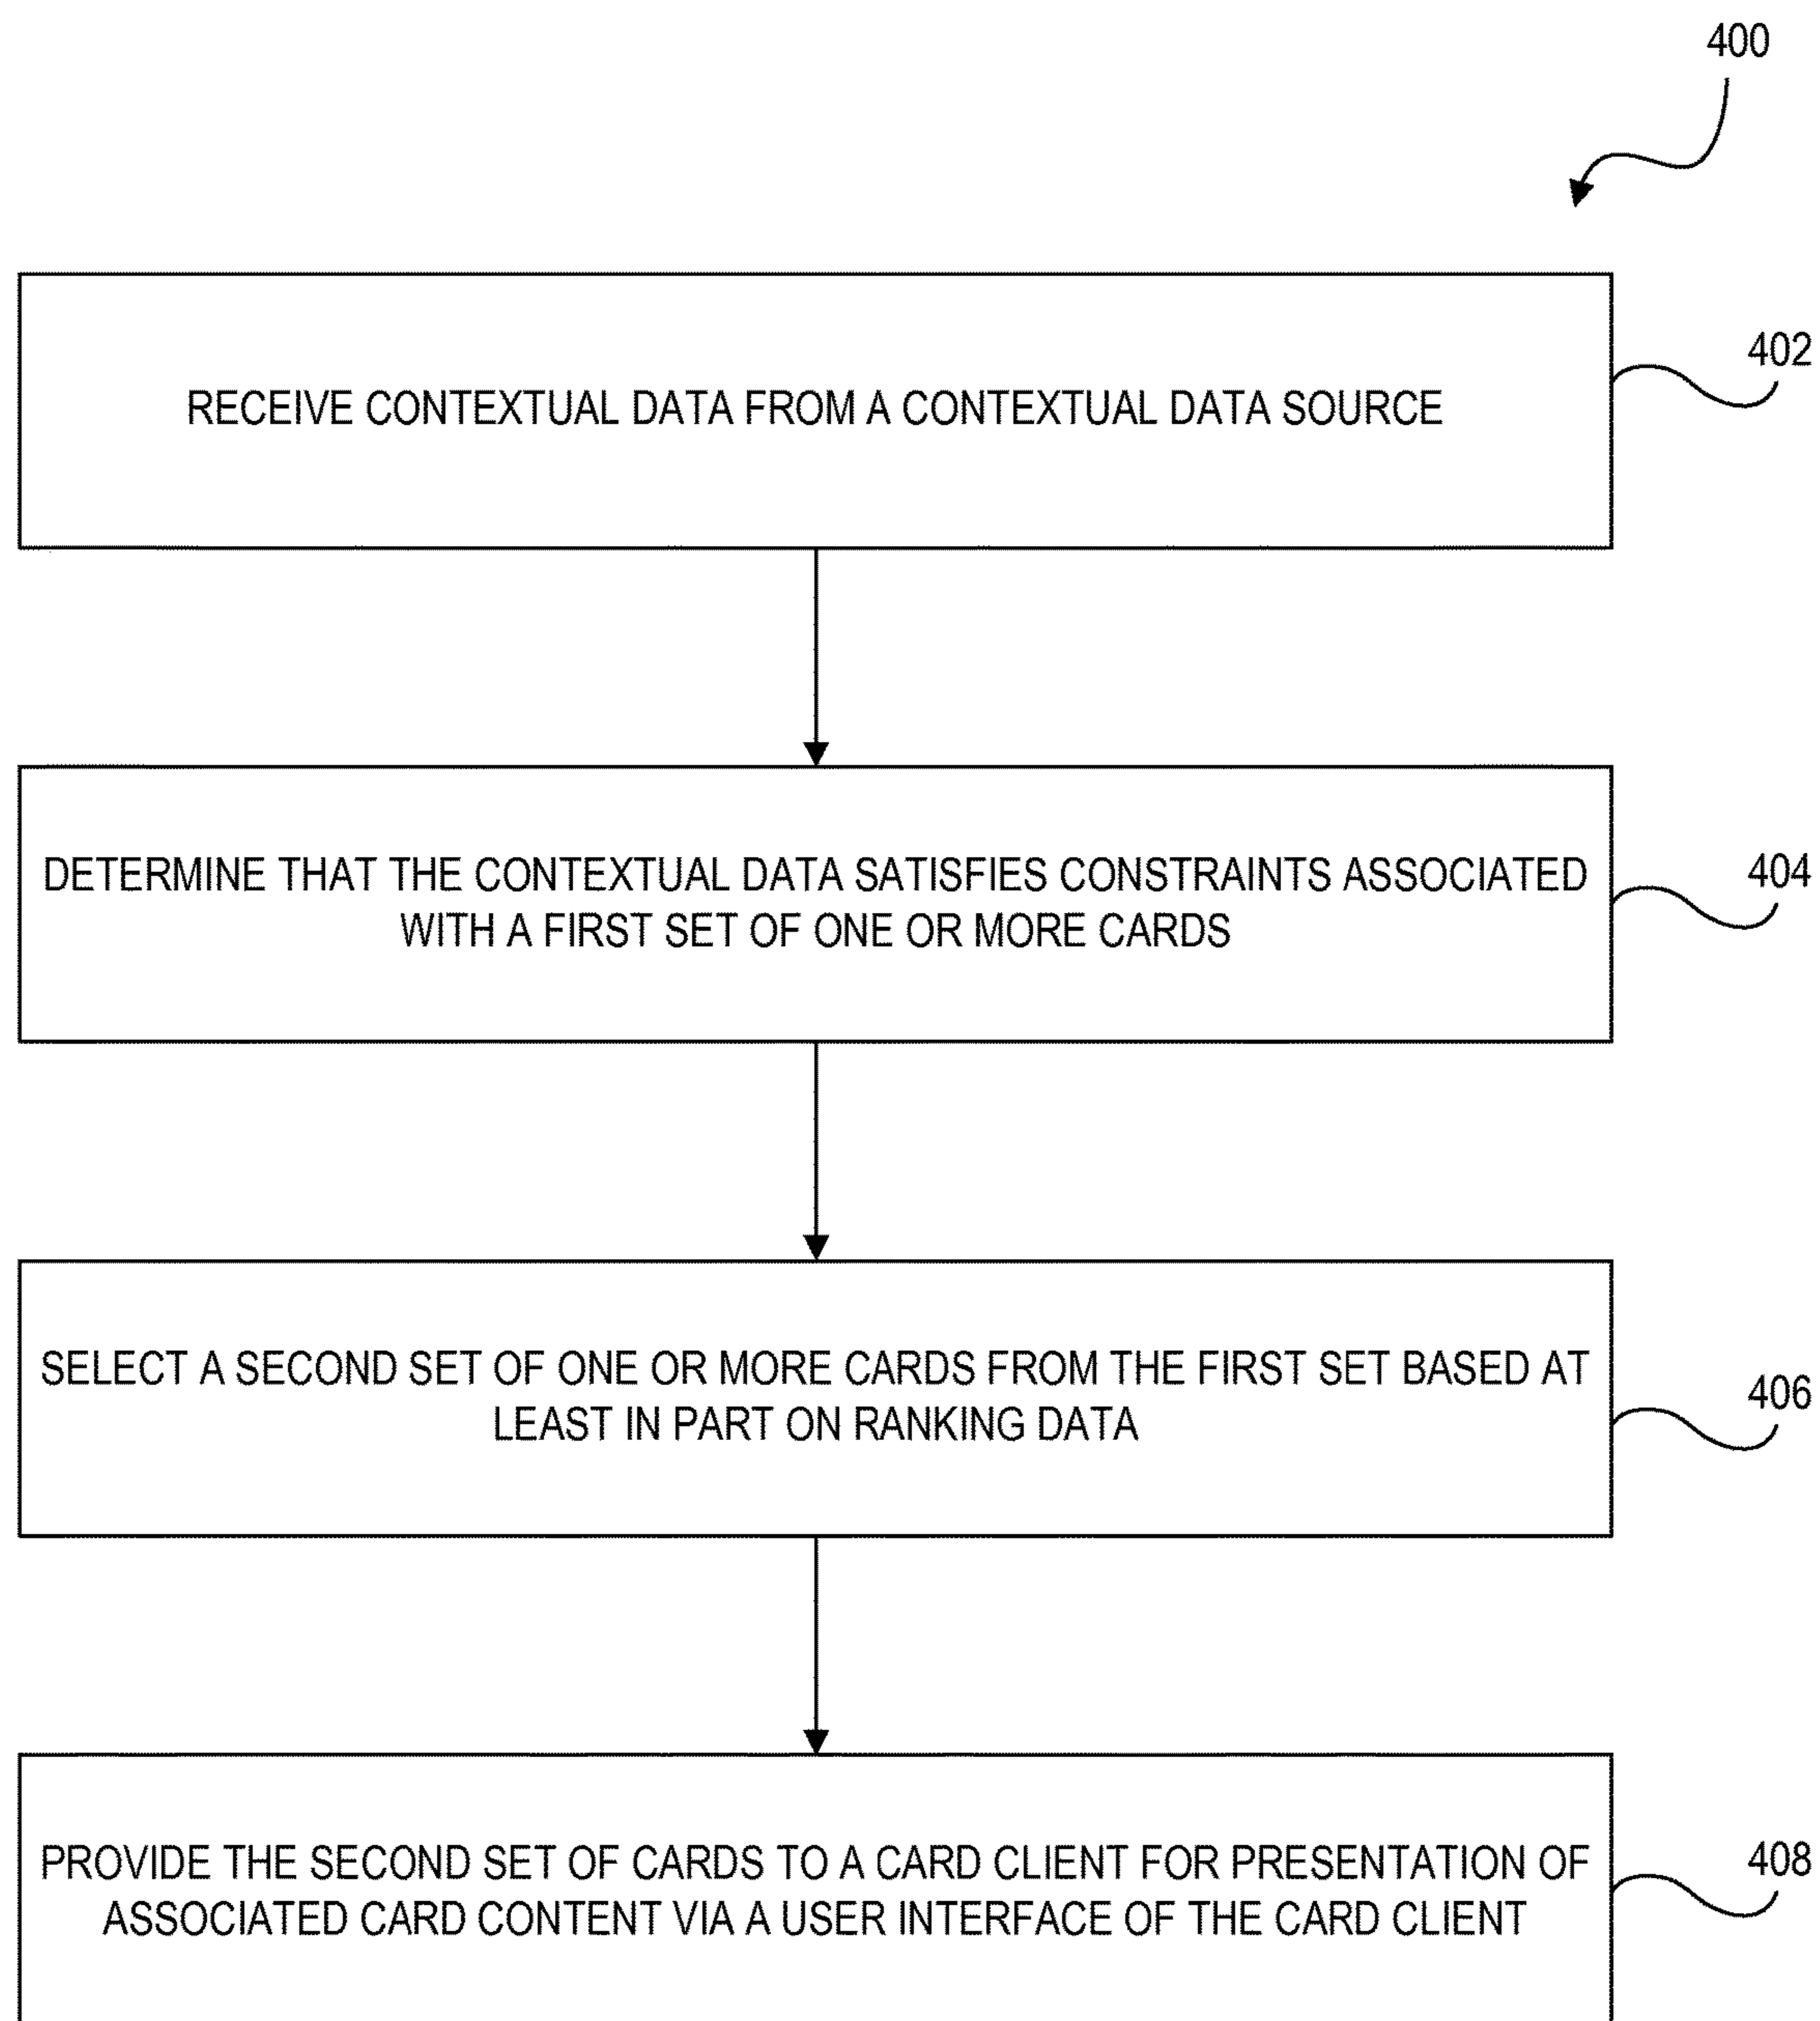 400
RECEIVE CONTEXTUAL DATA FROM A CONTEXTUAL DATA SOURCE
402
DETERMINE THAT THE CONTEXTUAL DATA SATISFIES CONSTRAINTS ASSOCIATED
WITH A FIRST SET OF ONE OR MORE CARDS
404
SELECT A SECOND SET OF ONE OR MORE CARDS FROM THE FIRST SET BASED AT
LEAST IN PART ON RANKING DATA
406
PROVIDE THE SECOND SET OF CARDS TO A CARD CLIENT FOR PRESENTATION OF
ASSOCIATED CARD CONTENT VIA A USER INTERFACE OF THE CARD CLIENT
408